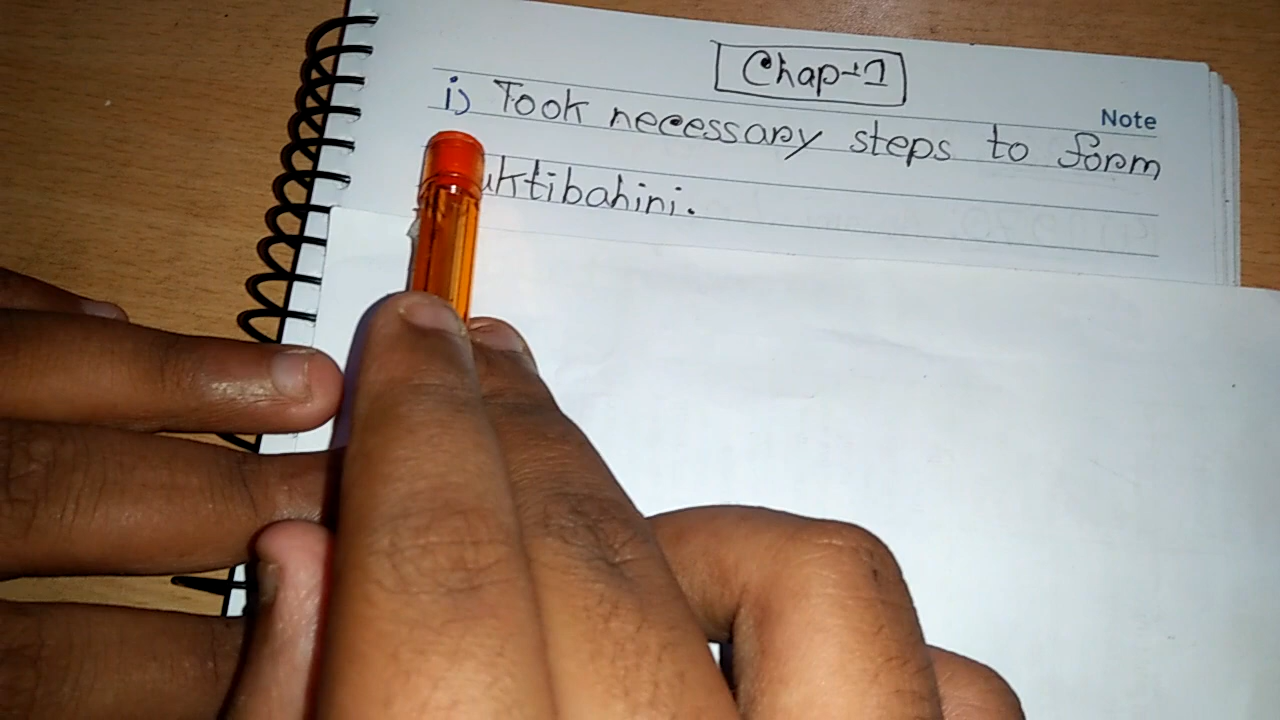 Chap-1
Note
i) Took necessary steps to form
uktibahini.